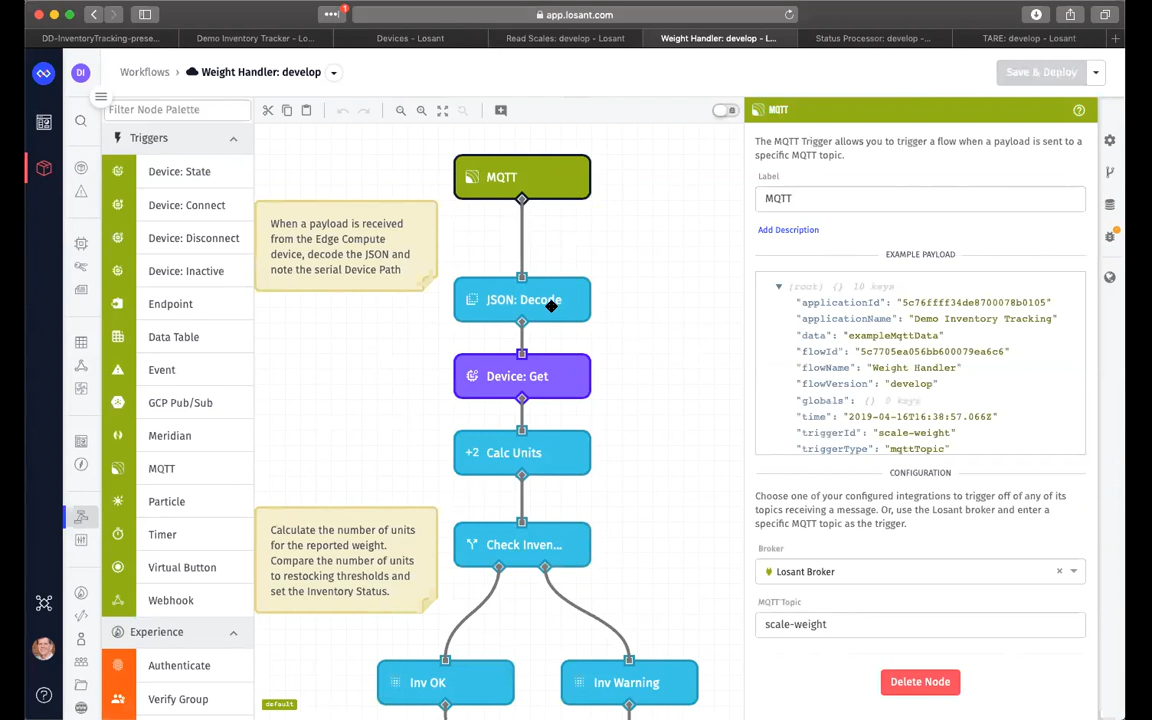 1
app.losant.com
DD-InventoryTracking-prese...
Demo Inventory Tracker - Lo...
Devices - Losant
Read Scales: develop - Losant
Weight Handler: develop - L...
Status Processor: develop -...
TARE: develop - Losant
DI
Workflows › Weight Handler: develop
Save & Deploy
Filter Node Palette
Triggers
Device: State
Device: Connect
Device: Disconnect
Device: Inactive
Endpoint
Data Table
Event
GCP Pub/Sub
Meridian
MQTT
Particle
Timer
Virtual Button
Webhook
Experience
Authenticate
Verify Group
MQTT
When a payload is received
from the Edge Compute
device, decode the JSON and
note the serial Device Path
JSON: Decode
Device: Get
+2 Calc Units
Calculate the number of units
for the reported weight.
Compare the number of units
to restocking thresholds and
set the Inventory Status.
Check Inven...
Inv OK
Inv Warning
default
MQTT
The MQTT Trigger allows you to trigger a flow when a payload is sent to a
specific MQTT topic.
Label
MQTT
Add Description
EXAMPLE PAYLOAD
(root) {} 10 keys
"applicationId": "5c76ffff34de8700078b0105"
"applicationName": "Demo Inventory Tracking"
"data": "exampleMqttData"
"flowId": "5c7705ea056bb600079ea6c6"
"flowName": "Weight Handler"
"flowVersion": "develop"
"globals": {} 0 keys
"time": "2019-04-16T16:38:57.066Z"
"triggerId": "scale-weight"
"triggerType": "mqttTopic"
CONFIGURATION
Choose one of your configured integrations to trigger off of any of its
topics receiving a message. Or, use the Losant broker and enter a
specific MQTT topic as the trigger.
Broker
Losant Broker
MQTT Topic
scale-weight
Delete Node